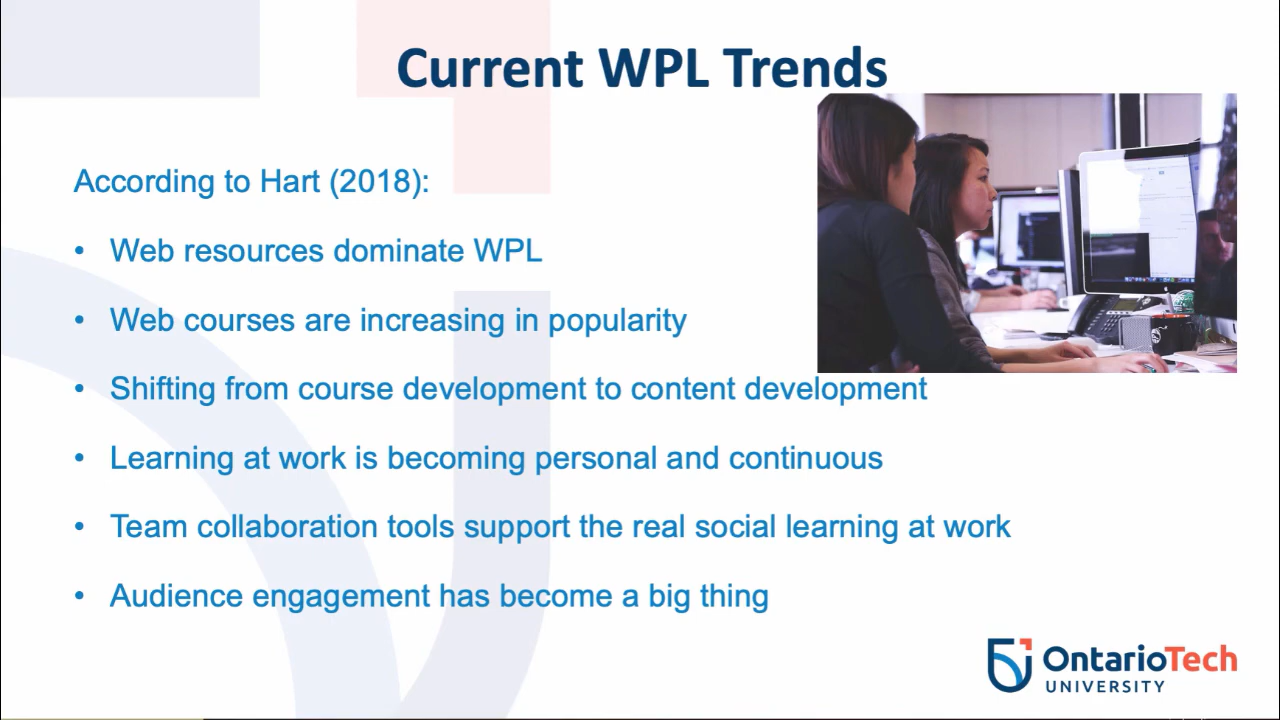 Current WPL Trends
According to Hart (2018):
• Web resources dominate WPL
• Web courses are increasing in popularity
• Shifting from course development to content development
• Learning at work is becoming personal and continuous
• Team collaboration tools support the real social learning at work
• Audience engagement has become a big thing
OntarioTech
UNIVERSITY